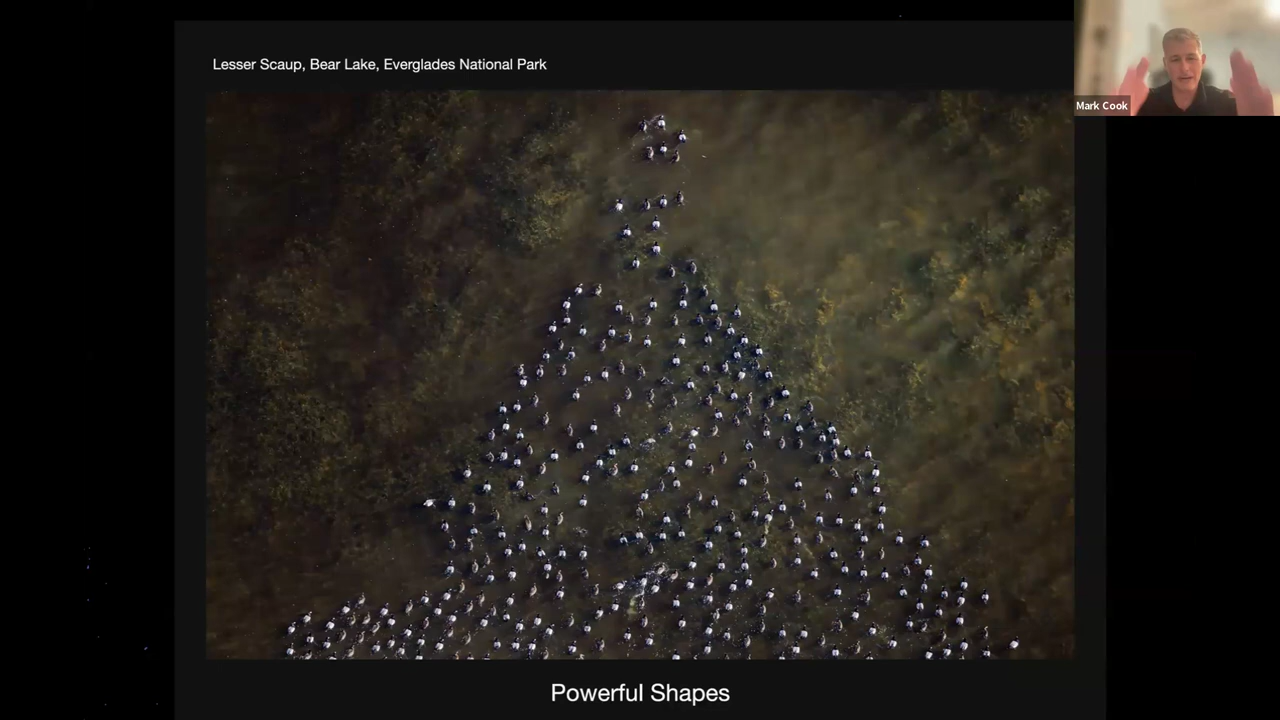 Lesser Scaup, Bear Lake, Everglades National Park
Mark Cook
Powerful Shapes